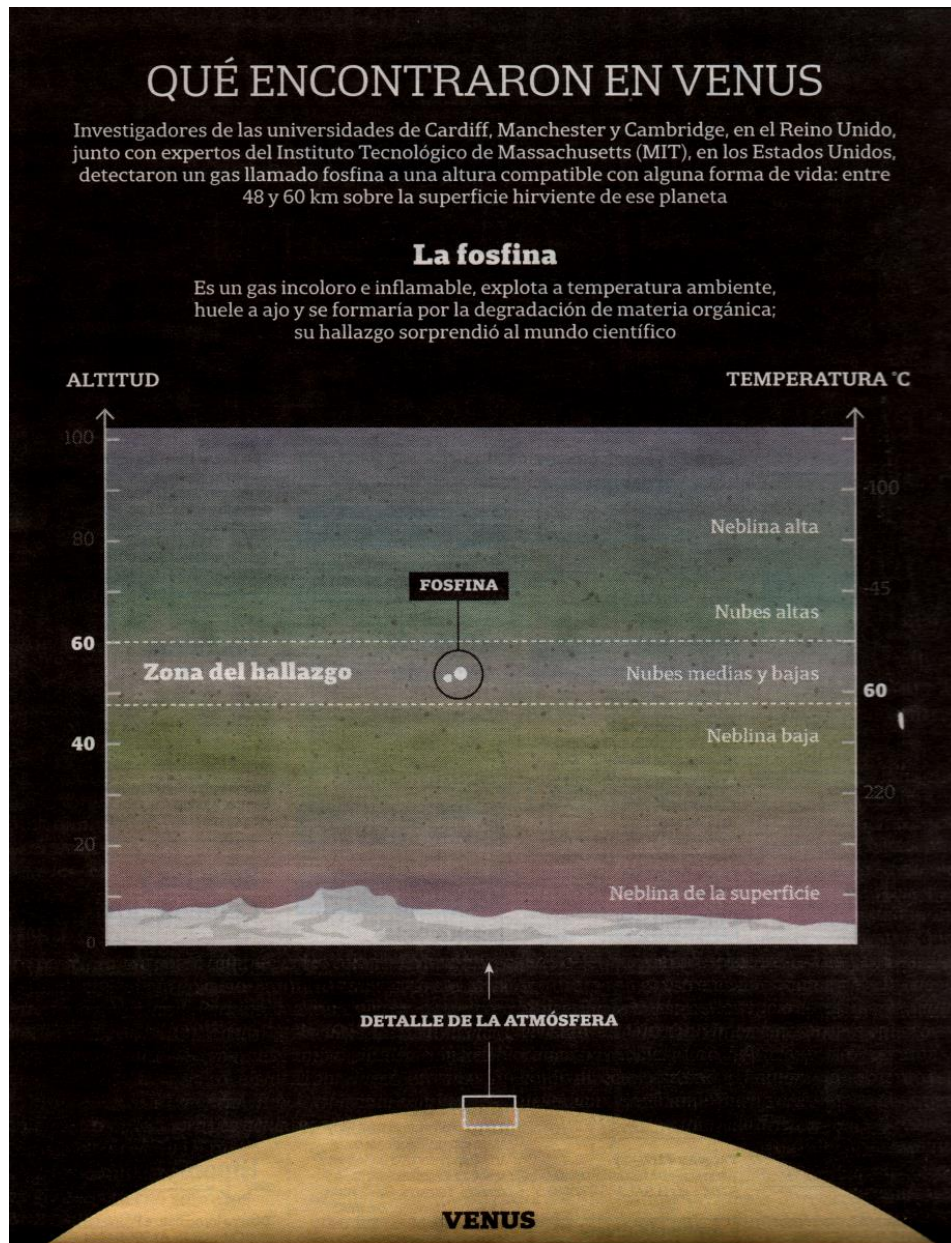 QUÉ ENCONTRARON EN VENUS
Investigadores de las universidades de Cardiff, Manchester y Cambridge, en el Reino Unido,
junto con expertos del Instituto Tecnológico de Massachusetts (MIT), en los Estados Unidos,
detectaron un gas llamado fosfina a una altura compatible con alguna forma de vida: entre
48 y 60 km sobre la superficie hirviente de ese planeta
La fosfina
Es un gas incoloro e inflamable, explota a temperatura ambiente,
huele a ajo y se formaría por la degradación de materia orgánica;
su hallazgo sorprendió al mundo científico
ALTITUD
TEMPERATURA °C
100
-100
Neblina alta
80
FOSFINA
-45
Nubes altas
60
Zona del hallazgo
Nubes medias y bajas
60
Neblina baja
40
220
20
Neblina de la superficie
0
DETALLE DE LA ATMÓSFERA
VENUS